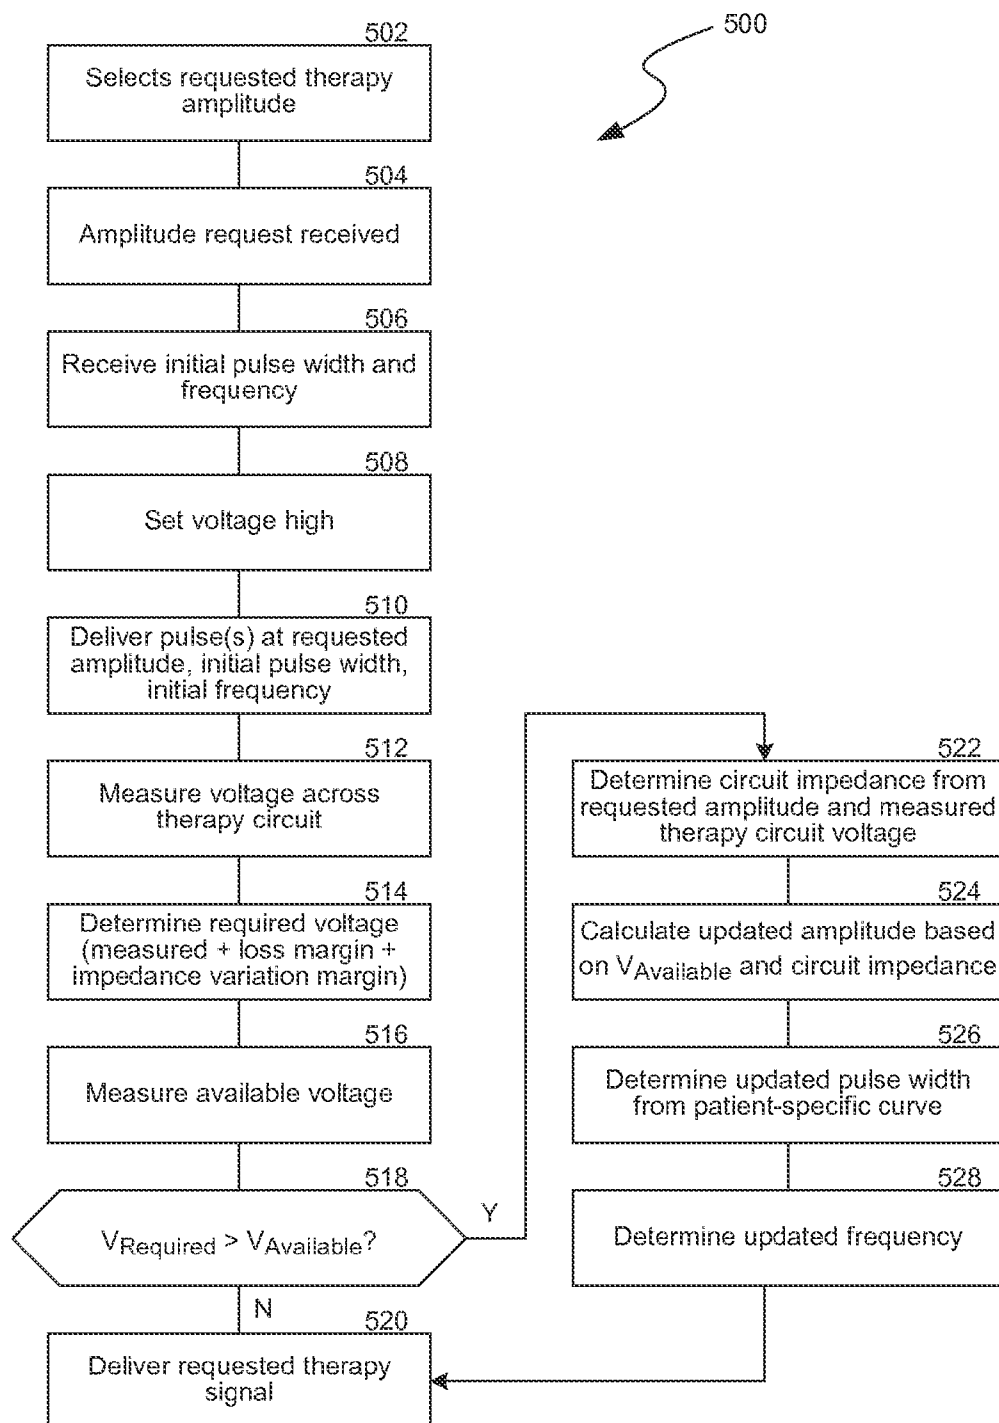 500
502
Selects requested therapy
amplitude
504
Amplitude request received
506
Receive initial pulse width and
frequency
508
Set voltage high
510
Deliver pulse(s) at requested
amplitude, initial pulse width,
initial frequency
512
Measure voltage across
therapy circuit
514
Determine required voltage
(measured + loss margin +
impedance variation margin)
516
Measure available voltage
518
VRequired > VAvailable?
Y
N
520
Deliver requested therapy
signal
522
Determine circuit impedance from
requested amplitude and measured
therapy circuit voltage
524
Calculate updated amplitude based
on VAvailable and circuit impedance
526
Determine updated pulse width
from patient-specific curve
528
Determine updated frequency